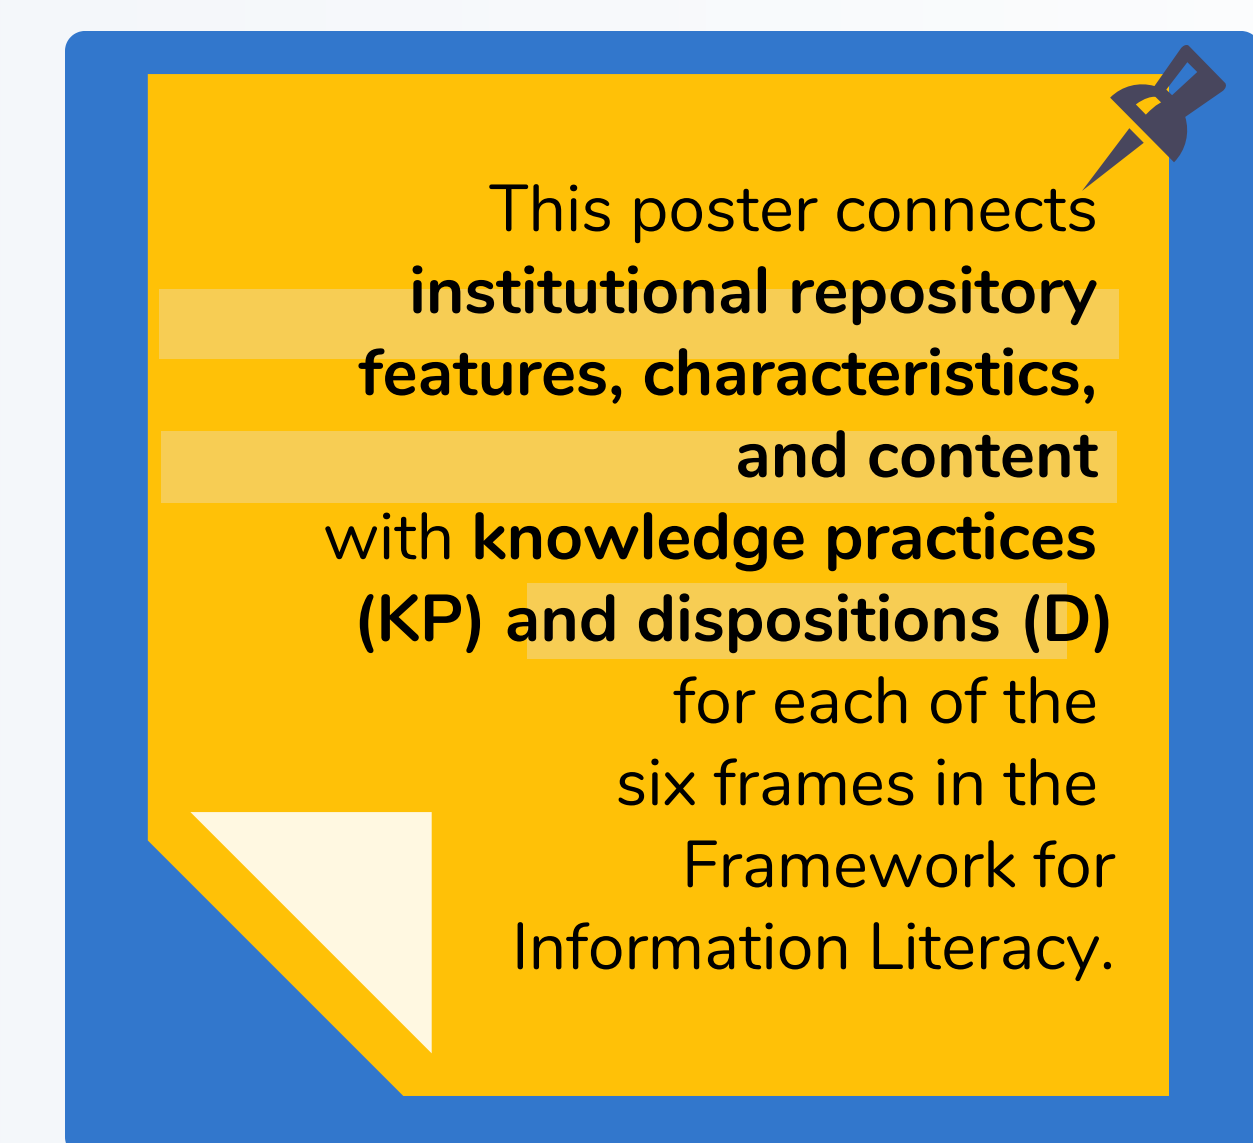 This poster connects
institutional repository
features, characteristics,
and content
with knowledge practices
(KP) and dispositions (D)
for each of the
six frames in the
Framework for
Information Literacy.